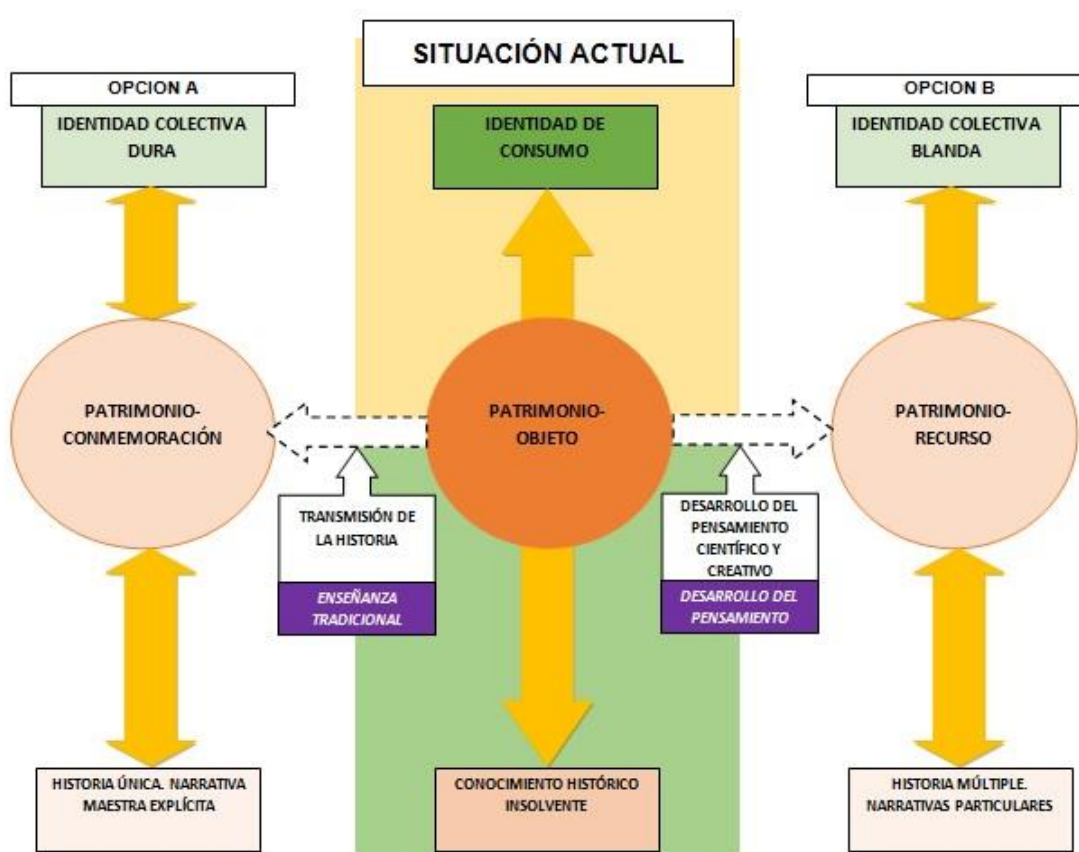 SITUACIÓN ACTUAL
OPCION A
IDENTIDAD COLECTIVA
DURA
IDENTIDAD DE
CONSUMO
OPCION B
IDENTIDAD COLECTIVA
BLANDA
PATRIMONIO-
CONMEMORACIÓN
PATRIMONIO-
OBJETO
PATRIMONIO-
RECURSO
TRANSMISIÓN DE
LA HISTORIA
ENSEÑANZA
TRADICIONAL
DESARROLLO DEL
PENSAMIENTO
CIENTÍFICO Y
CREATIVO
DESARROLLO DEL
PENSAMIENTO
HISTORIA ÚNICA. NARRATIVA
MAESTRA EXPLÍCITA
CONOCIMIENTO HISTÓRICO
INSOLVENTE
HISTORIA MÚLTIPLE.
NARRATIVAS PARTICULARES